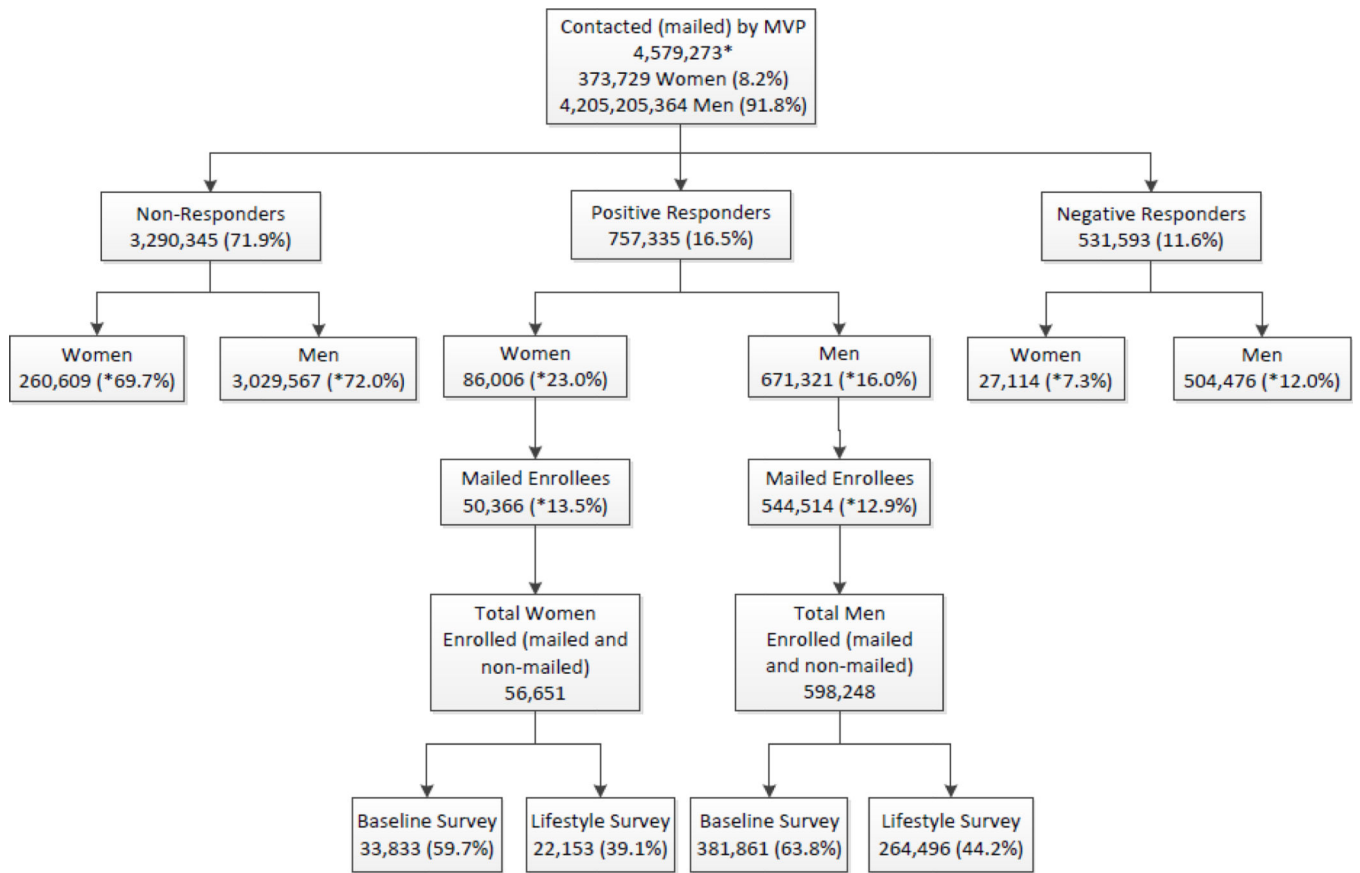 Contacted (mailed) by MVP
4,579,273*
373,729 Women (8.2%)
4,205,205,364 Men (91.8%)
Non-Responders
3,290,345 (71.9%)
Positive Responders
757,335 (16.5%)
Negative Responders
531,593 (11.6%)
Women
260,609 (*69.7%)
Men
3,029,567 (*72.0%)
Women
86,006 (*23.0%)
Men
671,321 (*16.0%)
Women
27,114 (*7.3%)
Men
504,476 (*12.0%)
Mailed Enrollees
50,366 (*13.5%)
Mailed Enrollees
544,514 (*12.9%)
Total Women
Enrolled (mailed and
non-mailed)
56,651
Total Men
Enrolled (mailed
and non-mailed)
598,248
Baseline Survey
33,833 (59.7%)
Lifestyle Survey
22,153 (39.1%)
Baseline Survey
381,861 (63.8%)
Lifestyle Survey
264,496 (44.2%)